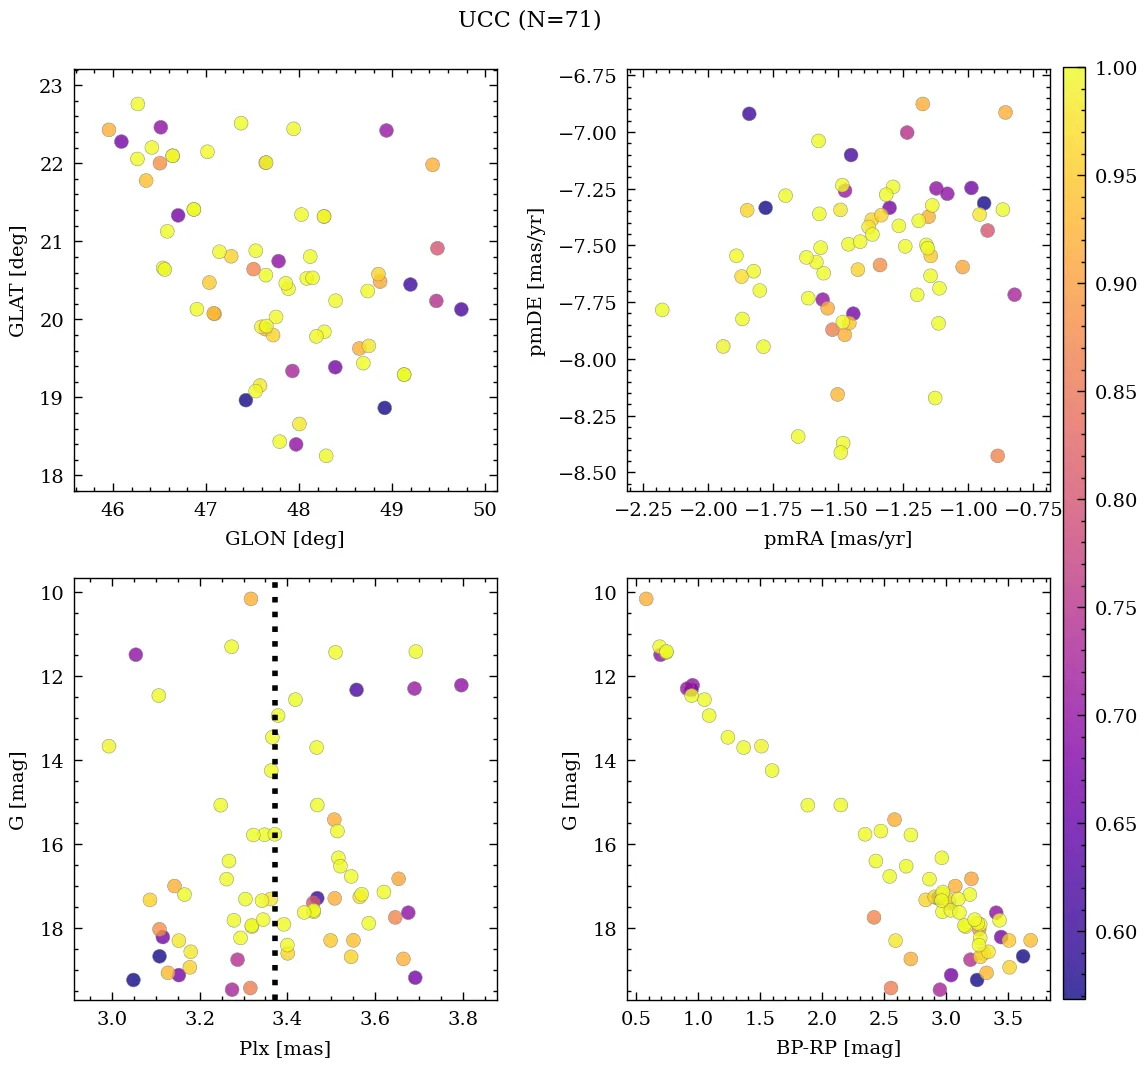 UCC (N=71)
23
22
21
20
19
18
GLAT [deg]
46 47 48 49 50
GLON [deg]
−6.75
−7.00
−7.25
−7.50
−7.75
−8.00
−8.25
−8.50
pmDE [mas/yr]
−2.25 −2.00 −1.75 −1.50 −1.25 −1.00 −0.75
pmRA [mas/yr]
10
12
14
16
18
G [mag]
3.0 3.2 3.4 3.6 3.8
Plx [mas]
10
12
14
16
18
G [mag]
0.5 1.0 1.5 2.0 2.5 3.0 3.5
BP-RP [mag]
1.00
0.95
0.90
0.85
0.80
0.75
0.70
0.65
0.60